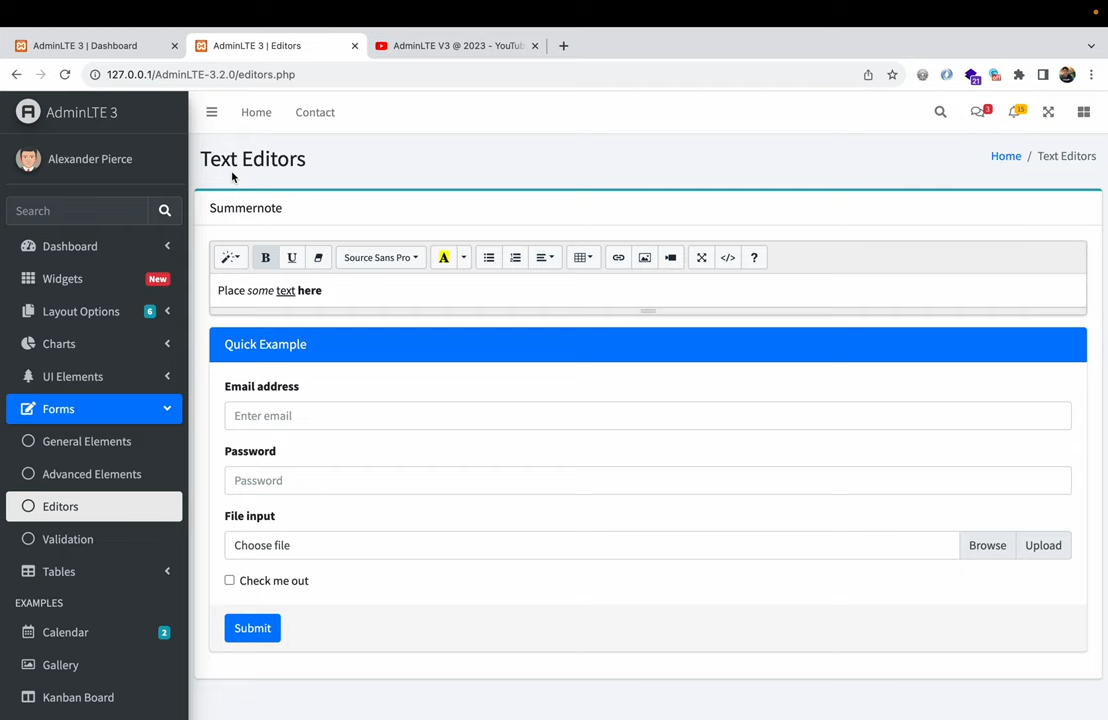 AdminLTE 3 | Dashboard
AdminLTE 3 | Editors
AdminLTE V3 @ 2023 - YouTub
127.0.0.1/AdminLTE-3.2.0/editors.php
21
AdminLTE 3
Home
Contact
3
15
Alexander Pierce
Text Editors
Home / Text Editors
Search
Summernote
Dashboard
Widgets
New
Layout Options
6
Charts
UI Elements
Forms
General Elements
Advanced Elements
Editors
Validation
Tables
EXAMPLES
Calendar
2
Gallery
Kanban Board
B U Source Sans Pro A </> ?
Place some text here
Quick Example
Email address
Enter email
Password
Password
File input
Choose file
Browse
Upload
Check me out
Submit